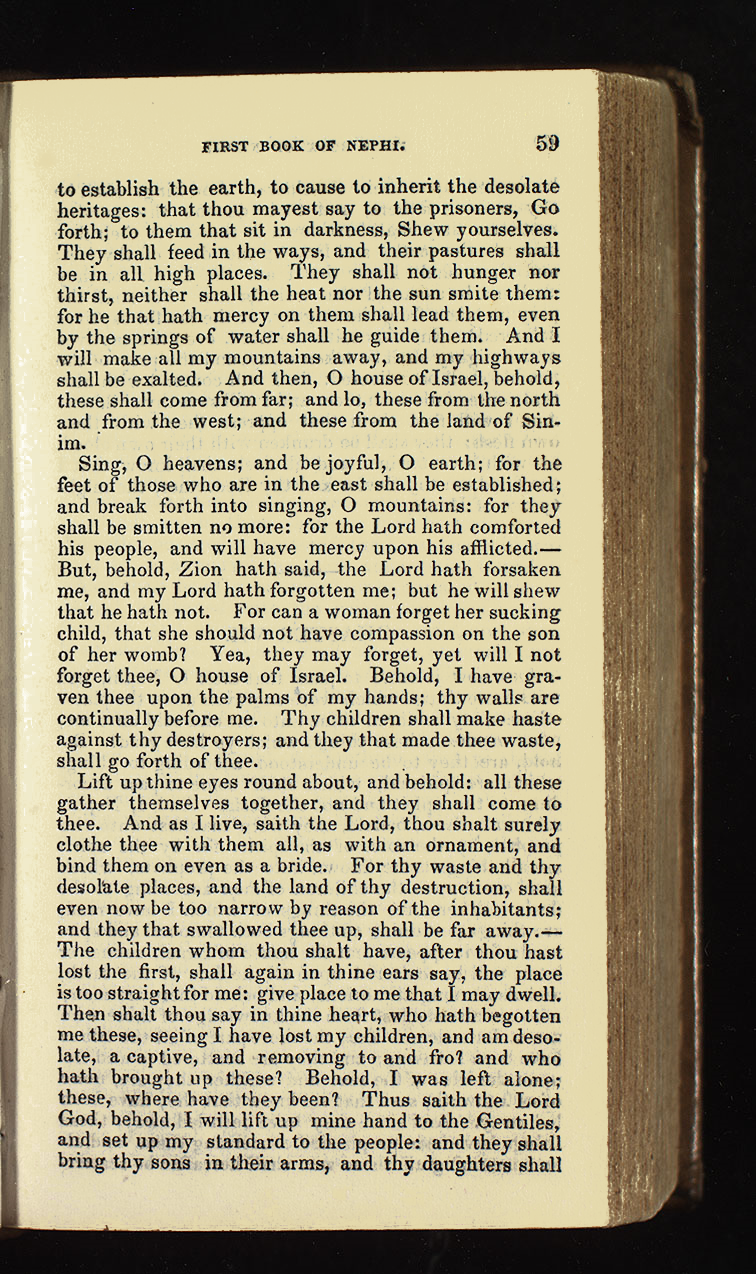 FIRST BOOK OF NEPHI. 59
to establish the earth, to cause to inherit the desolate
heritages: that thou mayest say to the prisoners, Go
forth; to them that sit in darkness, Shew yourselves.
They shall feed in the ways, and their pastures shall
be in all high places. They shall not hunger nor
thirst, neither shall the heat nor the sun smite them:
for he that hath mercy on them shall lead them, even
by the springs of water shall he guide them. And I
will make all my mountains away, and my highways
shall be exalted. And then, O house of Israel, behold,
these shall come from far; and lo, these from the north
and from the west; and these from the land of Sin-
im.
Sing, O heavens; and be joyful, O earth; for the
feet of those who are in the east shall be established;
and break forth into singing, O mountains: for they
shall be smitten no more: for the Lord hath comforted
his people, and will have mercy upon his afflicted.—
But, behold, Zion hath said, the Lord hath forsaken
me, and my Lord hath forgotten me; but he will shew
that he hath not. For can a woman forget her sucking
child, that she should not have compassion on the son
of her womb? Yea, they may forget, yet will I not
forget thee, O house of Israel. Behold, I have gra-
ven thee upon the palms of my hands; thy walls are
continually before me. Thy children shall make haste
against thy destroyers; and they that made thee waste,
shall go forth of thee.
Lift up thine eyes round about, and behold: all these
gather themselves together, and they shall come to
thee. And as I live, saith the Lord, thou shalt surely
clothe thee with them all, as with an ornament, and
bind them on even as a bride. For thy waste and thy
desolate places, and the land of thy destruction, shall
even now be too narrow by reason of the inhabitants;
and they that swallowed thee up, shall be far away.—
The children whom thou shalt have, after thou hast
lost the first, shall again in thine ears say, the place
is too straight for me: give place to me that I may dwell.
Then shalt thou say in thine heart, who hath begotten
me these, seeing I have lost my children, and am deso-
late, a captive, and removing to and fro? and who
hath brought up these? Behold, I was left alone;
these, where have they been? Thus saith the Lord
God, behold, I will lift up mine hand to the Gentiles,
and set up my standard to the people: and they shall
bring thy sons in their arms, and thy daughters shall